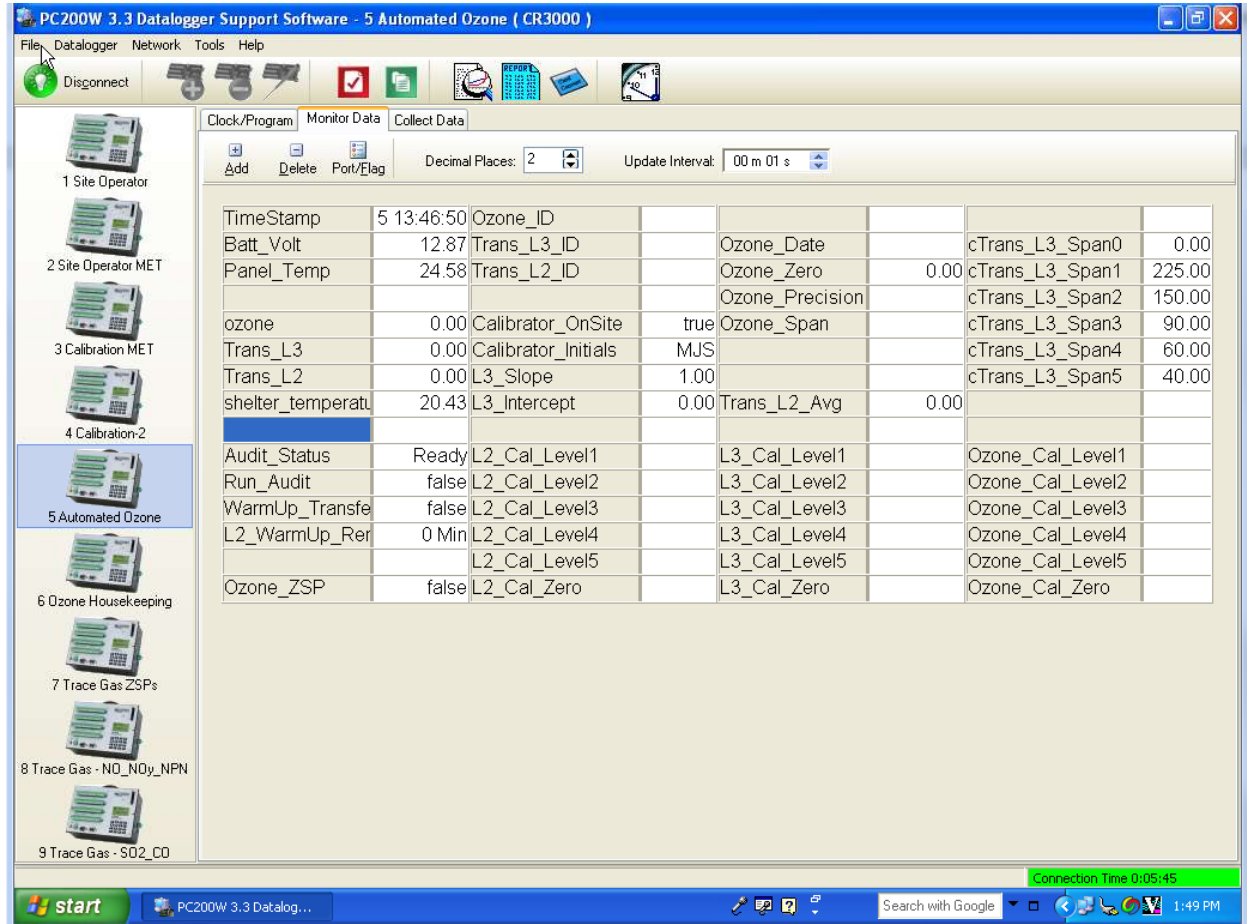 PC200W 3.3 Datalogger Support Software - 5 Automated Ozone ( CR3000 )
File Datalogger Network Tools Help
Disconnect
REPORT
Clock/Program Monitor Data Collect Data
Add Delete Port/Flag Decimal Places: 2 Update Interval: 00 m 01 s
1 Site Operator
2 Site Operator MET
3 Calibration MET
4 Calibration-2
5 Automated Ozone
6 Ozone Housekeeping
7 Trace Gas ZSPs
8 Trace Gas - NO_NOy_NPN
9 Trace Gas - SO2_CO
TimeStamp 5 13:46:50 Ozone_ID
Batt_Volt 12.87 Trans_L3_ID Ozone_Date cTrans_L3_Span0 0.00
Panel_Temp 24.58 Trans_L2_ID Ozone_Zero 0.00 cTrans_L3_Span1 225.00
Ozone_Precision cTrans_L3_Span2 150.00
ozone 0.00 Calibrator_OnSite true Ozone_Span cTrans_L3_Span3 90.00
Trans_L3 0.00 Calibrator_Initials MJS cTrans_L3_Span4 60.00
Trans_L2 0.00 L3_Slope 1.00 cTrans_L3_Span5 40.00
shelter_temperatu 20.43 L3_Intercept 0.00 Trans_L2_Avg 0.00
Audit_Status Ready L2_Cal_Level1 L3_Cal_Level1 Ozone_Cal_Level1
Run_Audit false L2_Cal_Level2 L3_Cal_Level2 Ozone_Cal_Level2
WarmUp_Transfe false L2_Cal_Level3 L3_Cal_Level3 Ozone_Cal_Level3
L2_WarmUp_Rer 0 Min L2_Cal_Level4 L3_Cal_Level4 Ozone_Cal_Level4
L2_Cal_Level5 L3_Cal_Level5 Ozone_Cal_Level5
Ozone_ZSP false L2_Cal_Zero L3_Cal_Zero Ozone_Cal_Zero
Connection Time 0:05:45
start PC200W 3.3 Datalog... Search with Google 1:49 PM